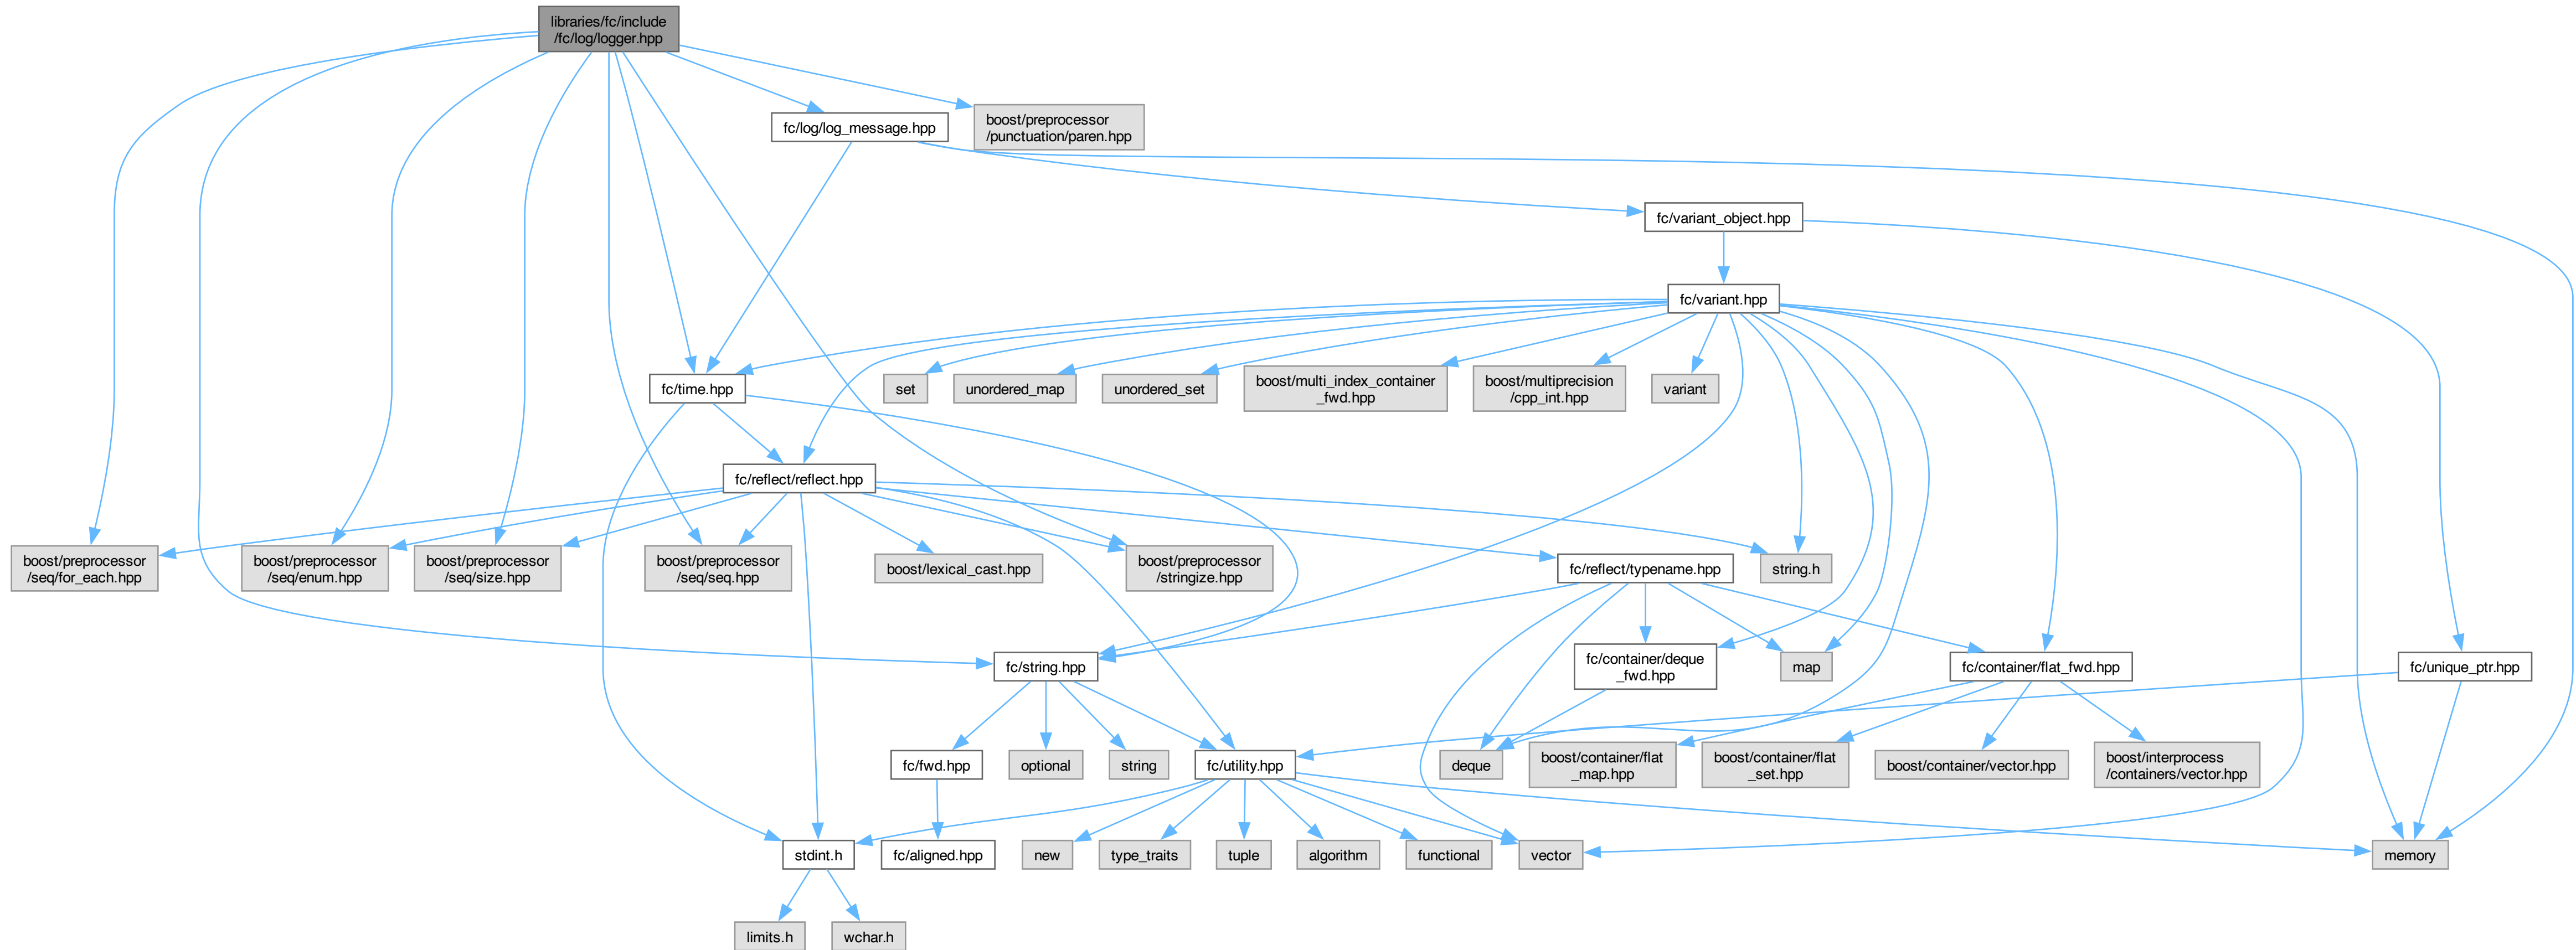 libraries/fc/include
/fc/log/logger.hpp
fc/log/log_message.hpp
boost/preprocessor
/punctuation/paren.hpp
fc/variant_object.hpp
fc/variant.hpp
fc/time.hpp
set
unordered_map
unordered_set
boost/multi_index_container
_fwd.hpp
boost/multiprecision
/cpp_int.hpp
variant
fc/reflect/reflect.hpp
boost/preprocessor
/seq/for_each.hpp
boost/preprocessor
/seq/enum.hpp
boost/preprocessor
/seq/size.hpp
boost/preprocessor
/seq/seq.hpp
boost/lexical_cast.hpp
boost/preprocessor
/stringize.hpp
fc/reflect/typename.hpp
string.h
fc/string.hpp
fc/container/deque
_fwd.hpp
map
fc/container/flat_fwd.hpp
fc/unique_ptr.hpp
fc/fwd.hpp
optional
string
fc/utility.hpp
deque
boost/container/flat
_map.hpp
boost/container/flat
_set.hpp
boost/container/vector.hpp
boost/interprocess
/containers/vector.hpp
stdint.h
fc/aligned.hpp
new
type_traits
tuple
algorithm
functional
vector
memory
limits.h
wchar.h